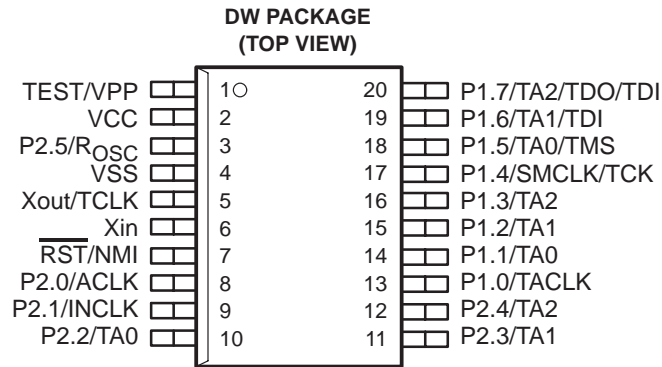 DW PACKAGE
(TOP VIEW)
TEST/VPP 1 20 P1.7/TA2/TDO/TDI
VCC 2 19 P1.6/TA1/TDI
P2.5/ROSC 3 18 P1.5/TA0/TMS
VSS 4 17 P1.4/SMCLK/TCK
Xout/TCLK 5 16 P1.3/TA2
Xin 6 15 P1.2/TA1
RST/NMI 7 14 P1.1/TA0
P2.0/ACLK 8 13 P1.0/TACLK
P2.1/INCLK 9 12 P2.4/TA2
P2.2/TA0 10 11 P2.3/TA1